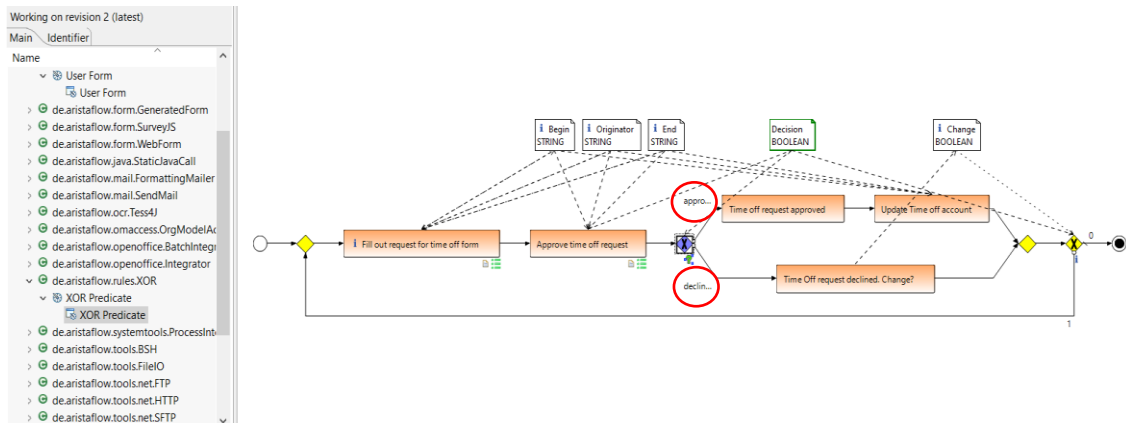 Working on revision 2 (latest)
Main Identifier
Name
User Form
User Form
de.aristaflow.form.GeneratedForm
de.aristaflow.form.SurveyJS
de.aristaflow.form.WebForm
de.aristaflow.java.StaticJavaCall
de.aristaflow.mail.FormattingMailer
de.aristaflow.mail.SendMail
de.aristaflow.ocr.Tess4J
de.aristaflow.omaccess.OrgModelAc
de.aristaflow.openoffice.BatchIntegr
de.aristaflow.openoffice.Integrator
de.aristaflow.rules.XOR
XOR Predicate
XOR Predicate
de.aristaflow.systemtools.ProcessInt
de.aristaflow.tools.BSH
de.aristaflow.tools.FileIO
de.aristaflow.tools.net.FTP
de.aristaflow.tools.net.HTTP
de.aristaflow.tools.net.SFTP
i Begin
STRING
i Originator
STRING
i End
STRING
Decision
BOOLEAN
i Change
BOOLEAN
appro...
Time off request approved
Update Time off account
i Fill out request for time off form
Approve time off request
X
X
i
0
declin...
Time Off request declined. Change?
1